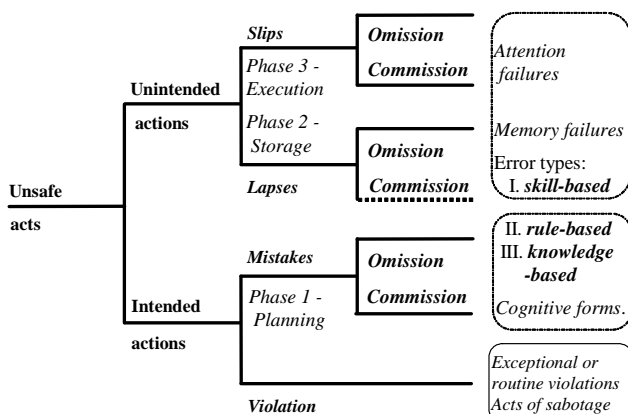 Unsafe
acts
Unintended
actions
Slips
Phase 3 -
Execution
Phase 2 -
Storage
Lapses
Omission
Commission
Omission
Commission
Attention
failures
Memory failures
Error types:
I. skill-based
Intended
actions
Mistakes
Phase 1 -
Planning
Violation
Omission
Commission
II. rule-based
III. knowledge
-based
Cognitive forms.
Exceptional or
routine violations
Acts of sabotage